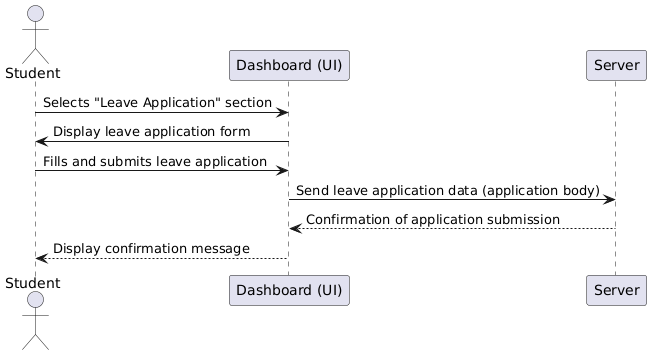 Student
Dashboard (UI)
Server
Selects "Leave Application" section
Display leave application form
Fills and submits leave application
Send leave application data (application body)
Confirmation of application submission
Display confirmation message
Student
Dashboard (UI)
Server